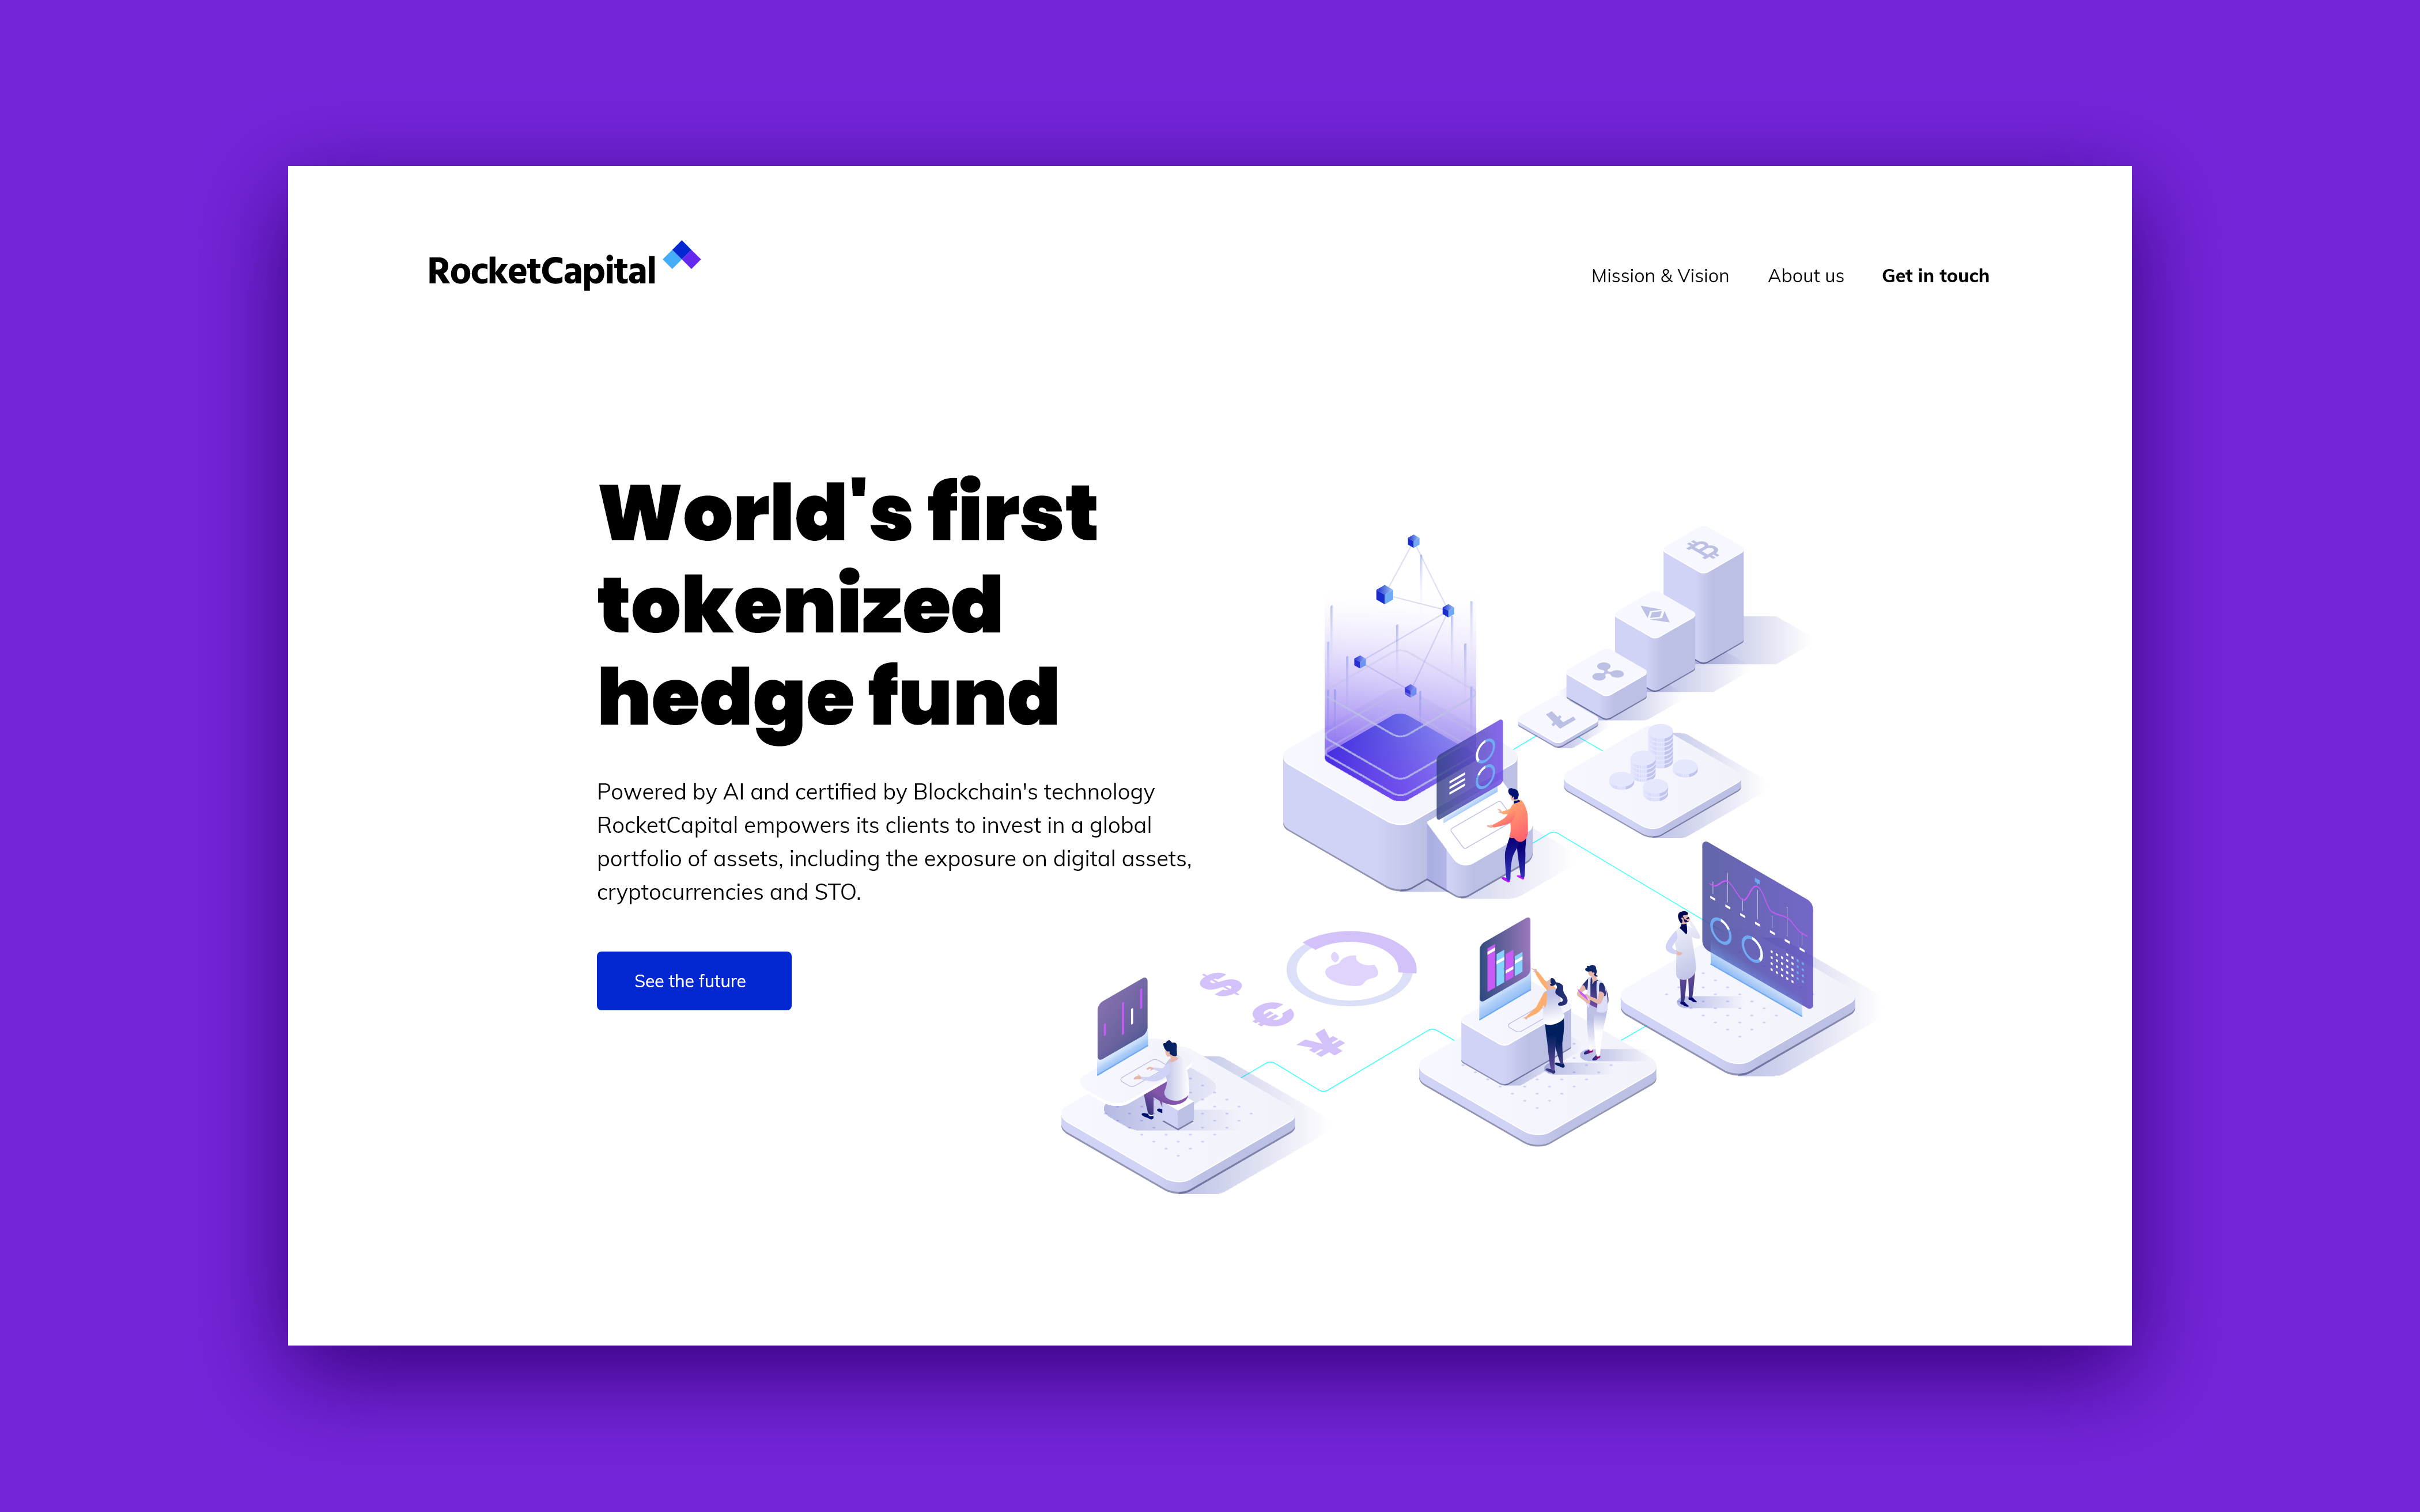 RocketCapital
Mission & Vision
About us
Get in touch
World's first
tokenized
hedge fund
Powered by AI and certified by Blockchain's technology
RocketCapital empowers its clients to invest in a global
portfolio of assets, including the exposure on digital assets,
cryptocurrencies and STO.
See the future
$
€
¥